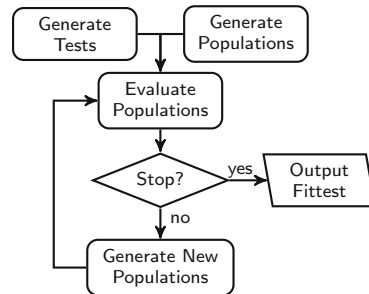 Generate
Tests
Generate
Populations
Evaluate
Populations
Stop?
yes
Output
Fittest
no
Generate New
Populations